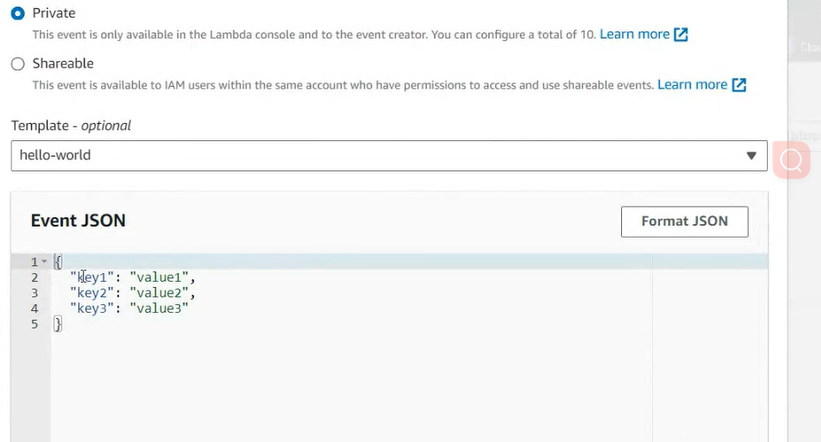 Private
This event is only available in the Lambda console and to the event creator. You can configure a total of 10. Learn more
Shareable
This event is available to IAM users within the same account who have permissions to access and use shareable events. Learn more
Template - optional
hello-world
Event JSON
Format JSON
1 {
2 "key1": "value1",
3 "key2": "value2",
4 "key3": "value3"
5 }